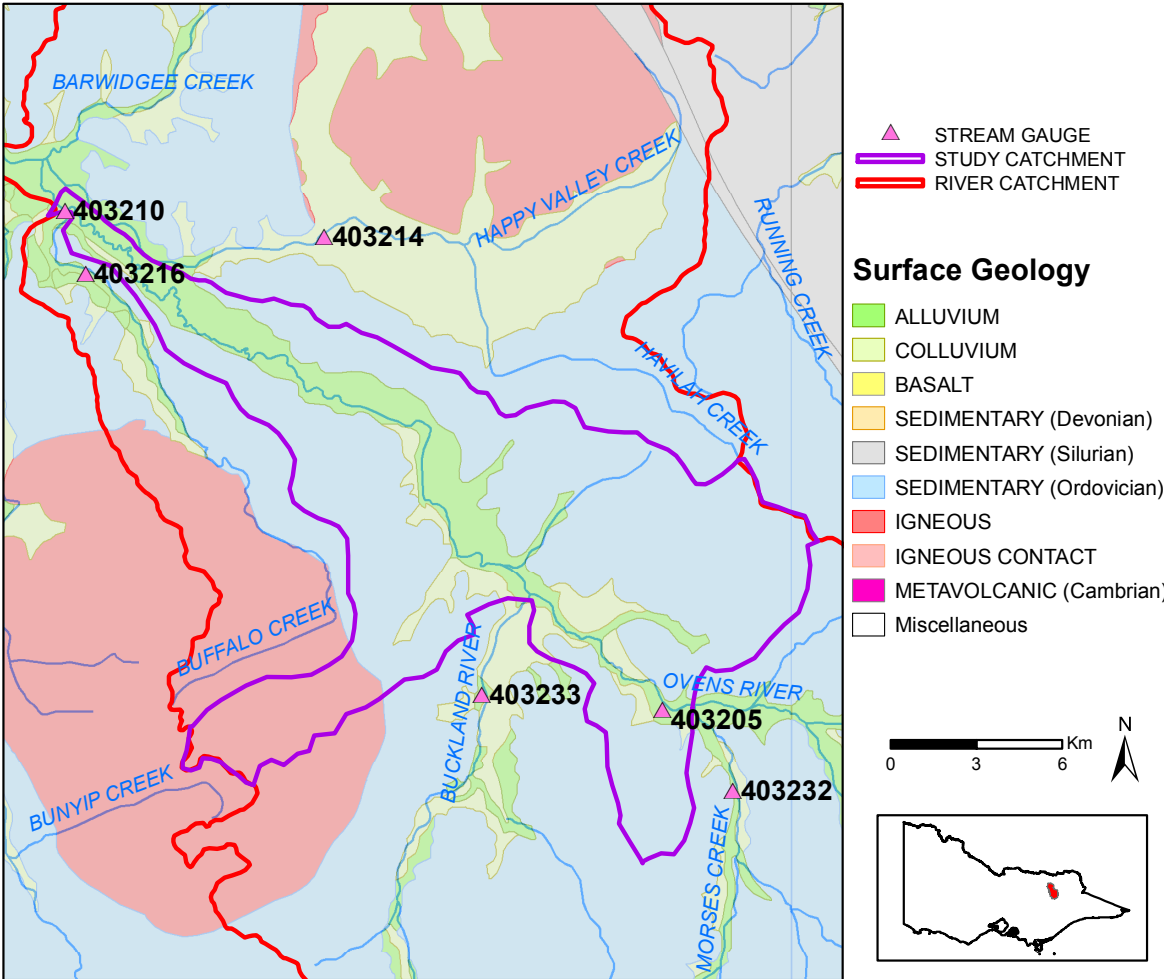 BARWIDGEE CREEK
403210
403214
403216
HAPPY VALLEY CREEK
RUNNING CREEK
HAVILAH CREEK
BUFFALO CREEK
BUCKLAND RIVER
403233
OVENS RIVER
403205
BUNYIP CREEK
403232
MORSES CREEK
STREAM GAUGE
STUDY CATCHMENT
RIVER CATCHMENT
Surface Geology
ALLUVIUM
COLLUVIUM
BASALT
SEDIMENTARY (Devonian)
SEDIMENTARY (Silurian)
SEDIMENTARY (Ordovician)
IGNEOUS
IGNEOUS CONTACT
METAVOLCANIC (Cambrian)
Miscellaneous
Km
0 3 6
N